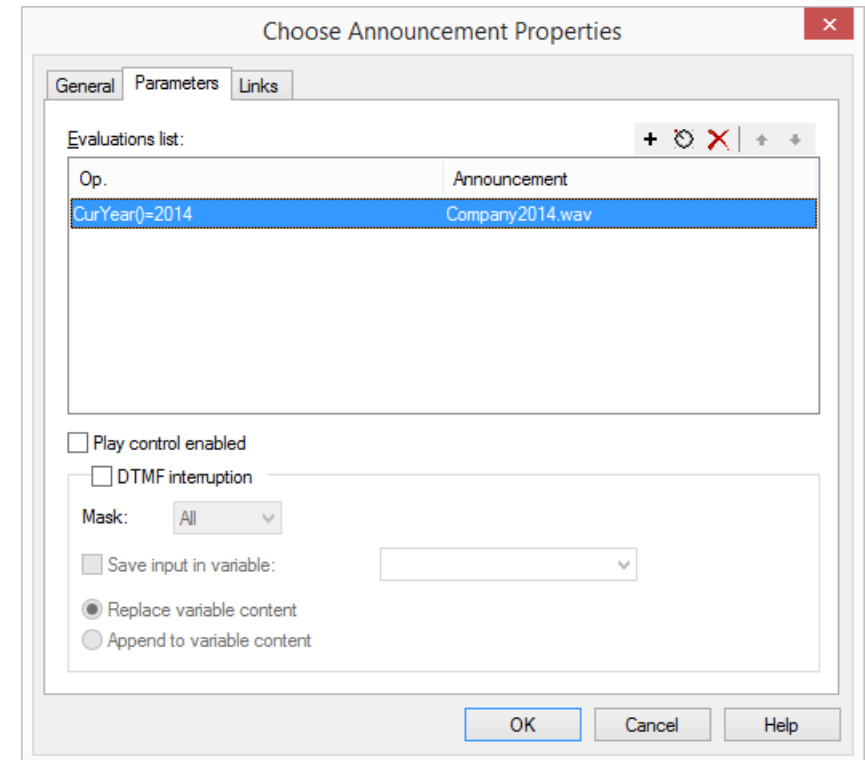 Choose Announcement Properties
General Parameters Links
Evaluations list:
Op. Announcement
CurYear()=2014 Company2014.wav
Play control enabled
DTMF interruption
Mask: All
Save input in variable:
Replace variable content
Append to variable content
OK Cancel Help